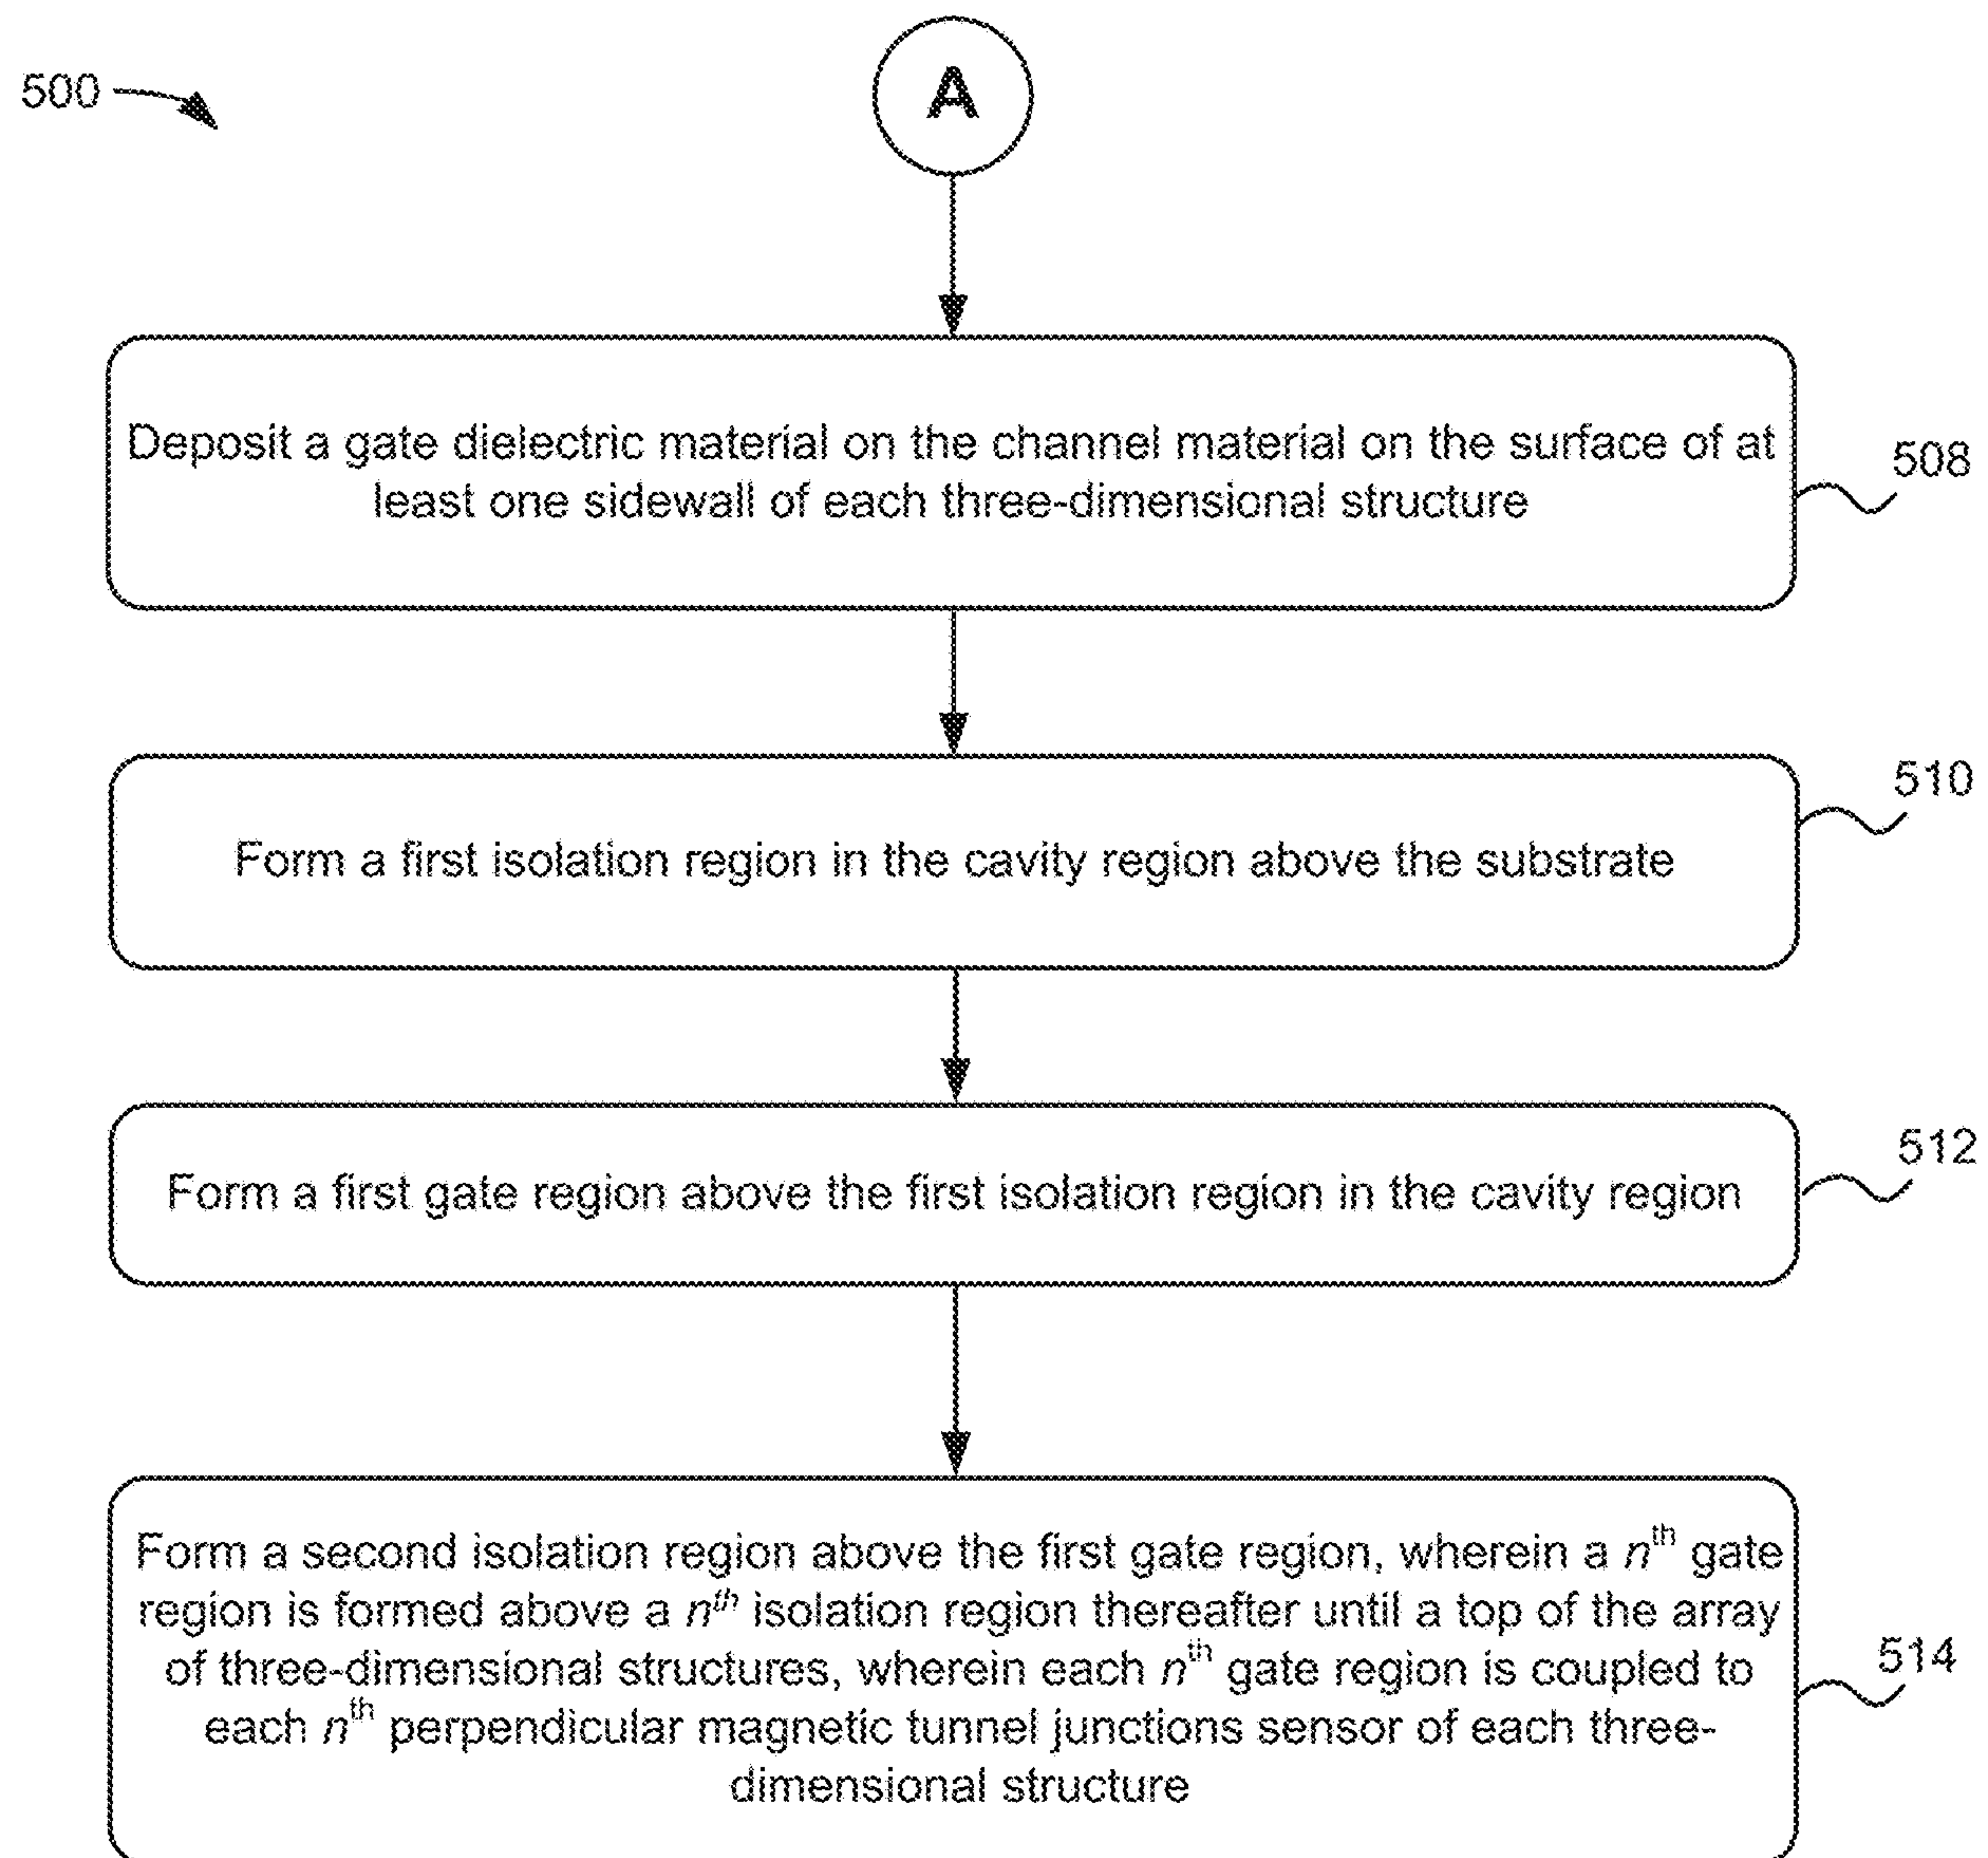 500
A
Deposit a gate dielectric material on the channel material on the surface of at
least one sidewall of each three-dimensional structure
508
Form a first isolation region in the cavity region above the substrate
510
Form a first gate region above the first isolation region in the cavity region
512
Form a second isolation region above the first gate region, wherein a nth gate
region is formed above a nth isolation region thereafter until a top of the array
of three-dimensional structures, wherein each nth gate region is coupled to
each nth perpendicular magnetic tunnel junctions sensor of each three-
dimensional structure
514